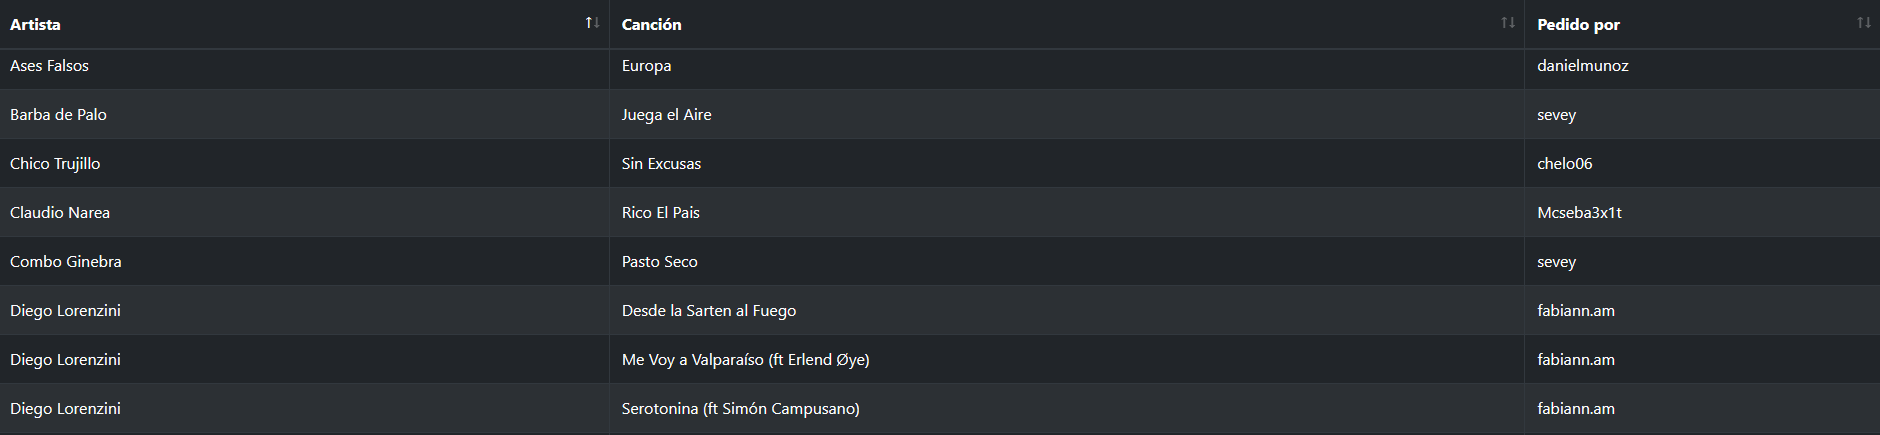 Artista Canción Pedido por
Ases Falsos Europa danielmunoz
Barba de Palo Juega el Aire sevey
Chico Trujillo Sin Excusas chelo06
Claudio Narea Rico El Pais Mcseba3x1t
Combo Ginebra Pasto Seco sevey
Diego Lorenzini Desde la Sarten al Fuego fabiann.am
Diego Lorenzini Me Voy a Valparaíso (ft Erlend Øye) fabiann.am
Diego Lorenzini Serotonina (ft Simón Campusano) fabiann.am